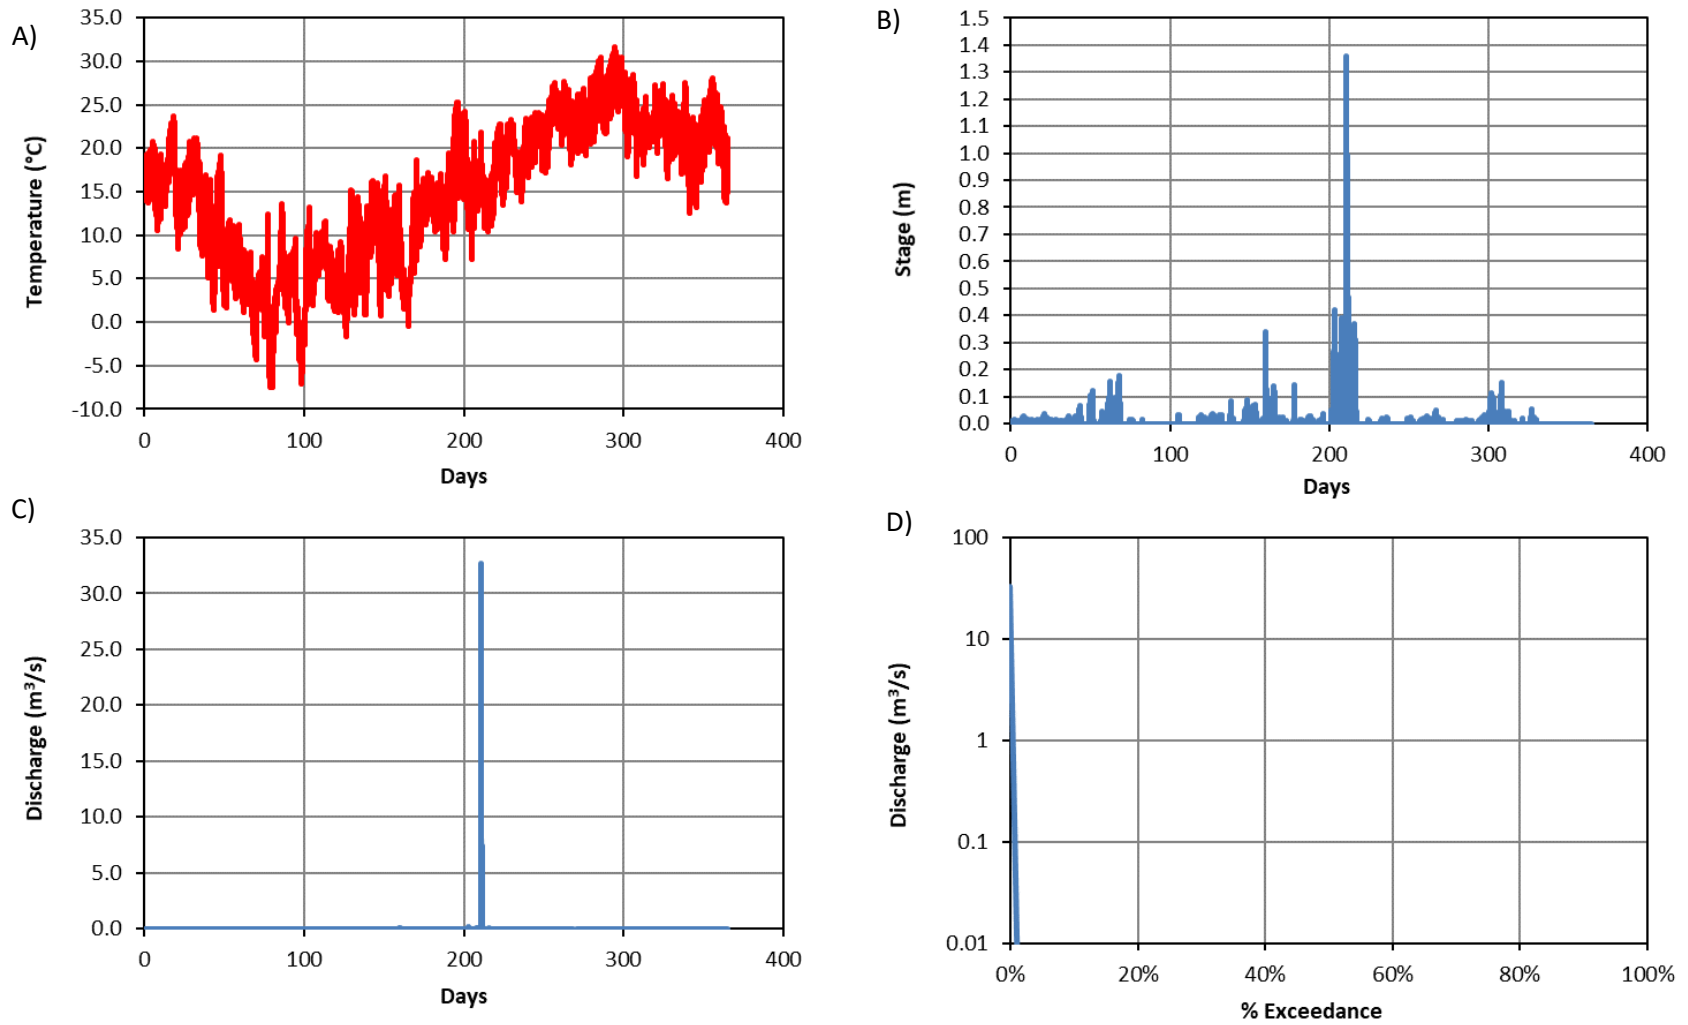 A)
35.0
30.0
25.0
20.0
15.0
10.0
5.0
0.0
-5.0
-10.0
Temperature (°C)
0 100 200 300 400
Days
B)
1.5
1.4
1.3
1.2
1.1
1.0
0.9
0.8
0.7
0.6
0.5
0.4
0.3
0.2
0.1
0.0
Stage (m)
0 100 200 300 400
Days
C)
35.0
30.0
25.0
20.0
15.0
10.0
5.0
0.0
Discharge (m³/s)
0 100 200 300 400
Days
D)
100
10
1
0.1
0.01
Discharge (m³/s)
0% 20% 40% 60% 80% 100%
% Exceedance